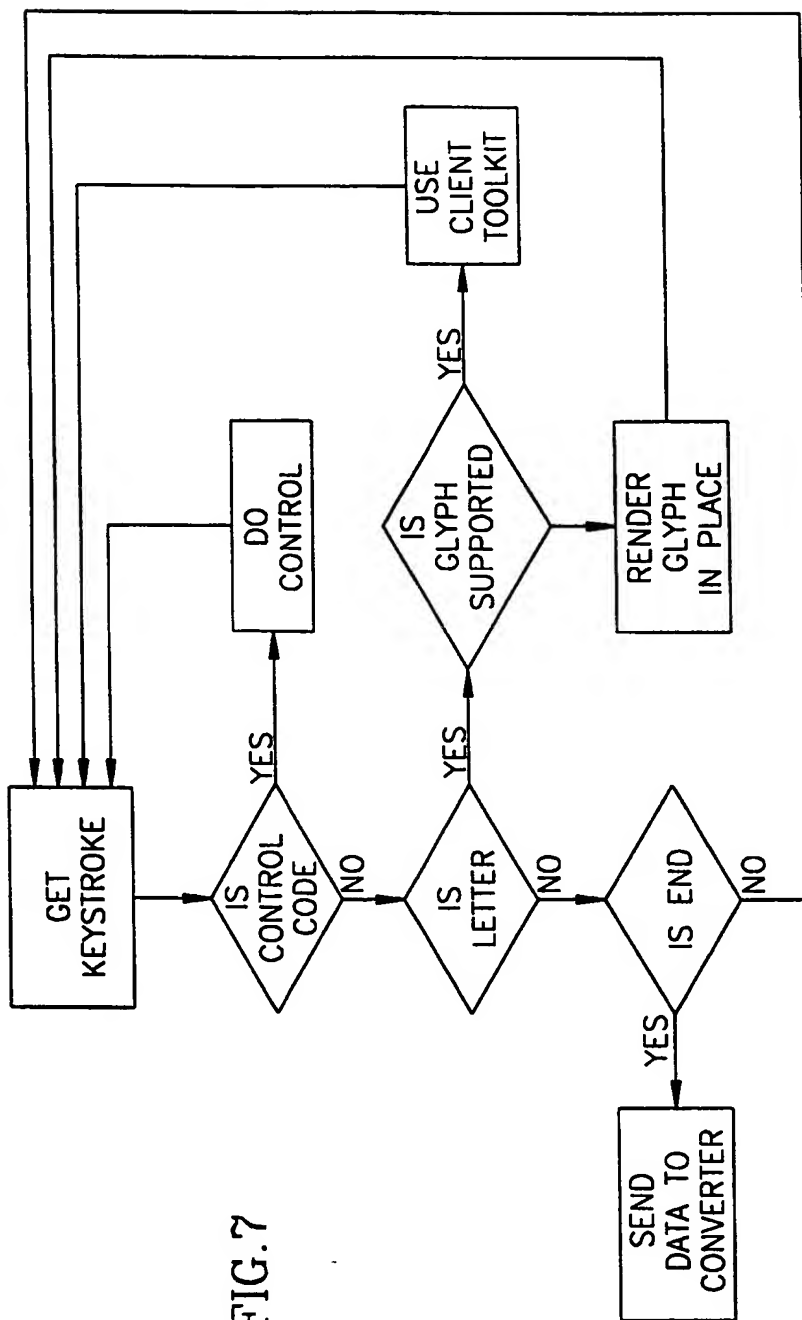 GET
KEYSTROKE
IS
CONTROL
CODE
YES
NO
DO
CONTROL
IS
LETTER
YES
NO
IS
GLYPH
SUPPORTED
YES
USE
CLIENT
TOOLKIT
RENDER
GLYPH
IN PLACE
IS END
YES
NO
SEND
DATA TO
CONVERTER
FIG.7